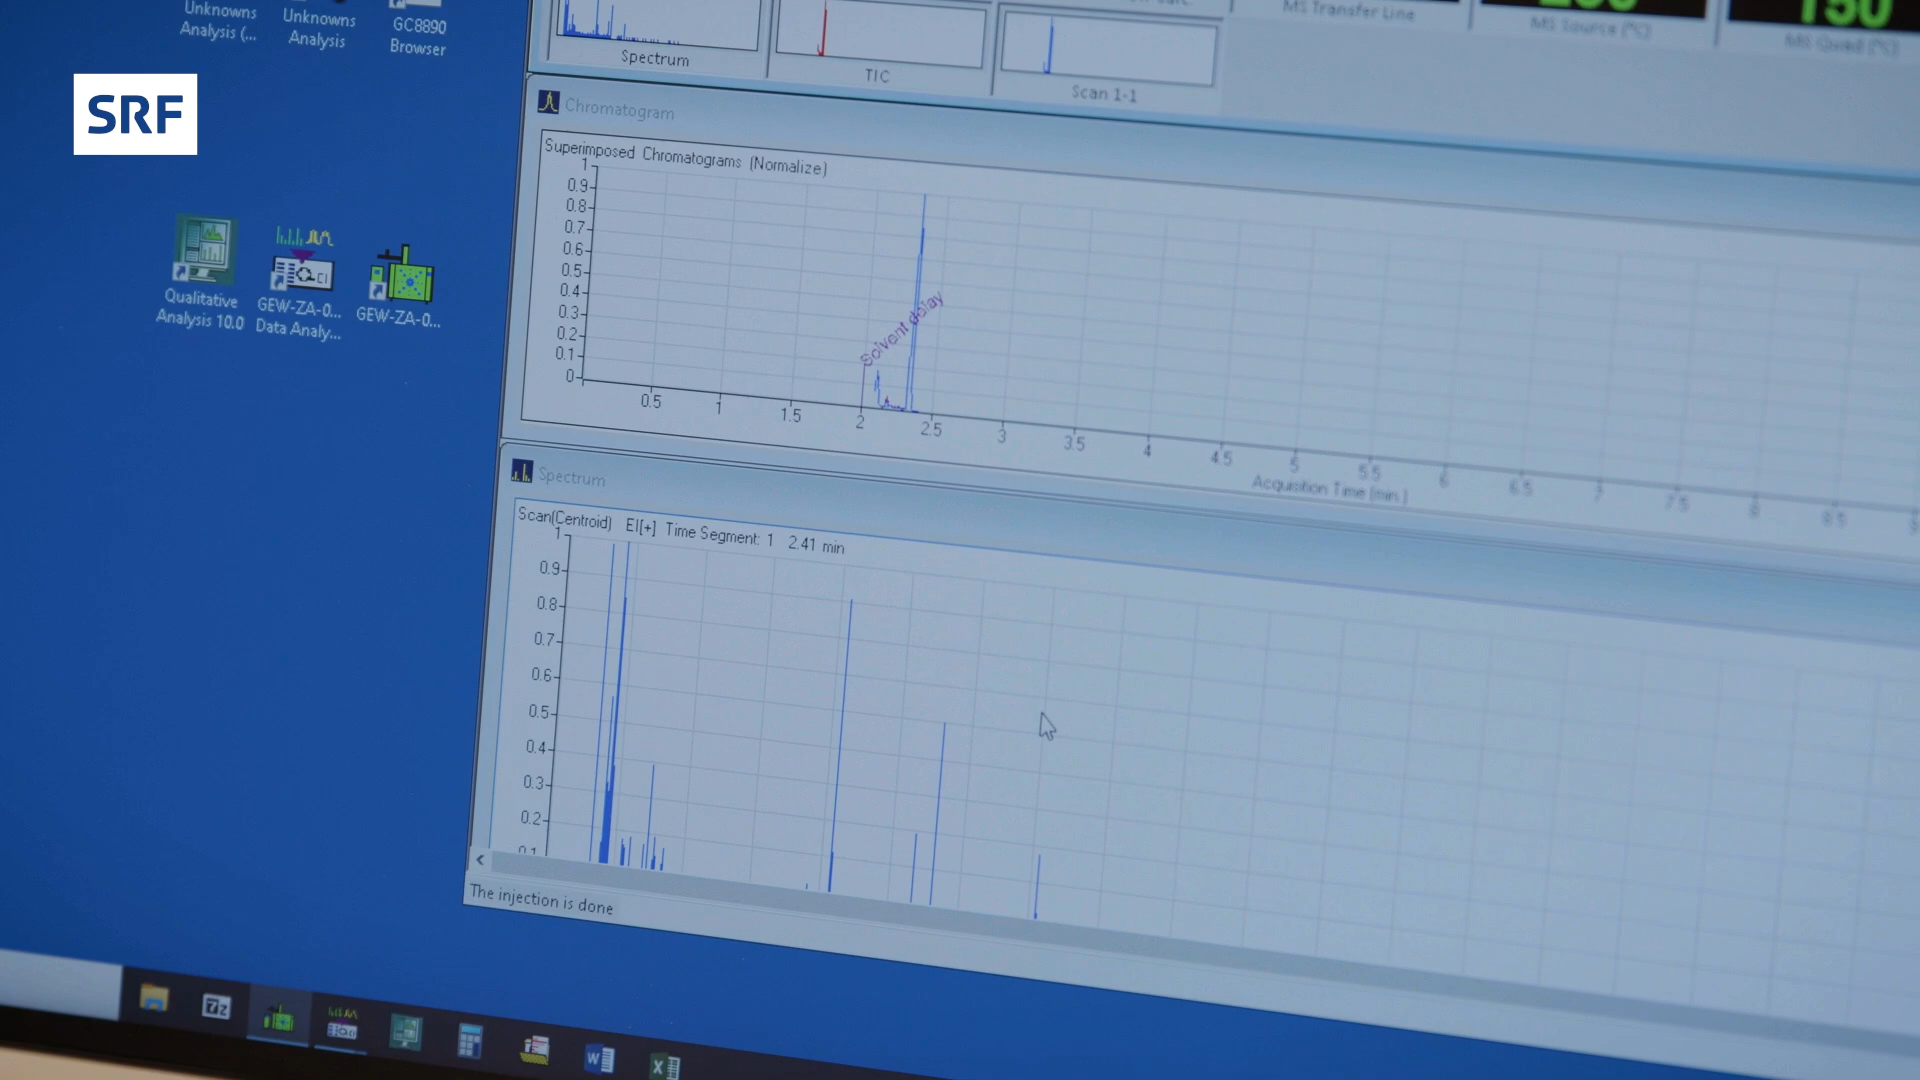 Unknowns
Analysis (...
Unknowns
Analysis
GC8890
Browser
SRF
Qualitative
Analysis 10.0
GEW-ZA-0...
Data Analy...
GEW-ZA-0...
Spectrum
TIC
Scan 1-1
MS Transfer Line
MS Source (°C)
150
MS Quad (°C)
Chromatogram
Superimposed Chromatograms (Normalize)
1
0.9
0.8
0.7
0.6
0.5
0.4
0.3
0.2
0.1
0
Solvent delay
0.5 1 1.5 2 2.5 3 3.5 4 4.5 5 5.5 6 6.5 7 7.5 8 8.5
Acquisition Time (min.)
Spectrum
Scan(Centroid) EI[+] Time Segment: 1 2.41 min
1
0.9
0.8
0.7
0.6
0.5
0.4
0.3
0.2
0.1
The injection is done
7z